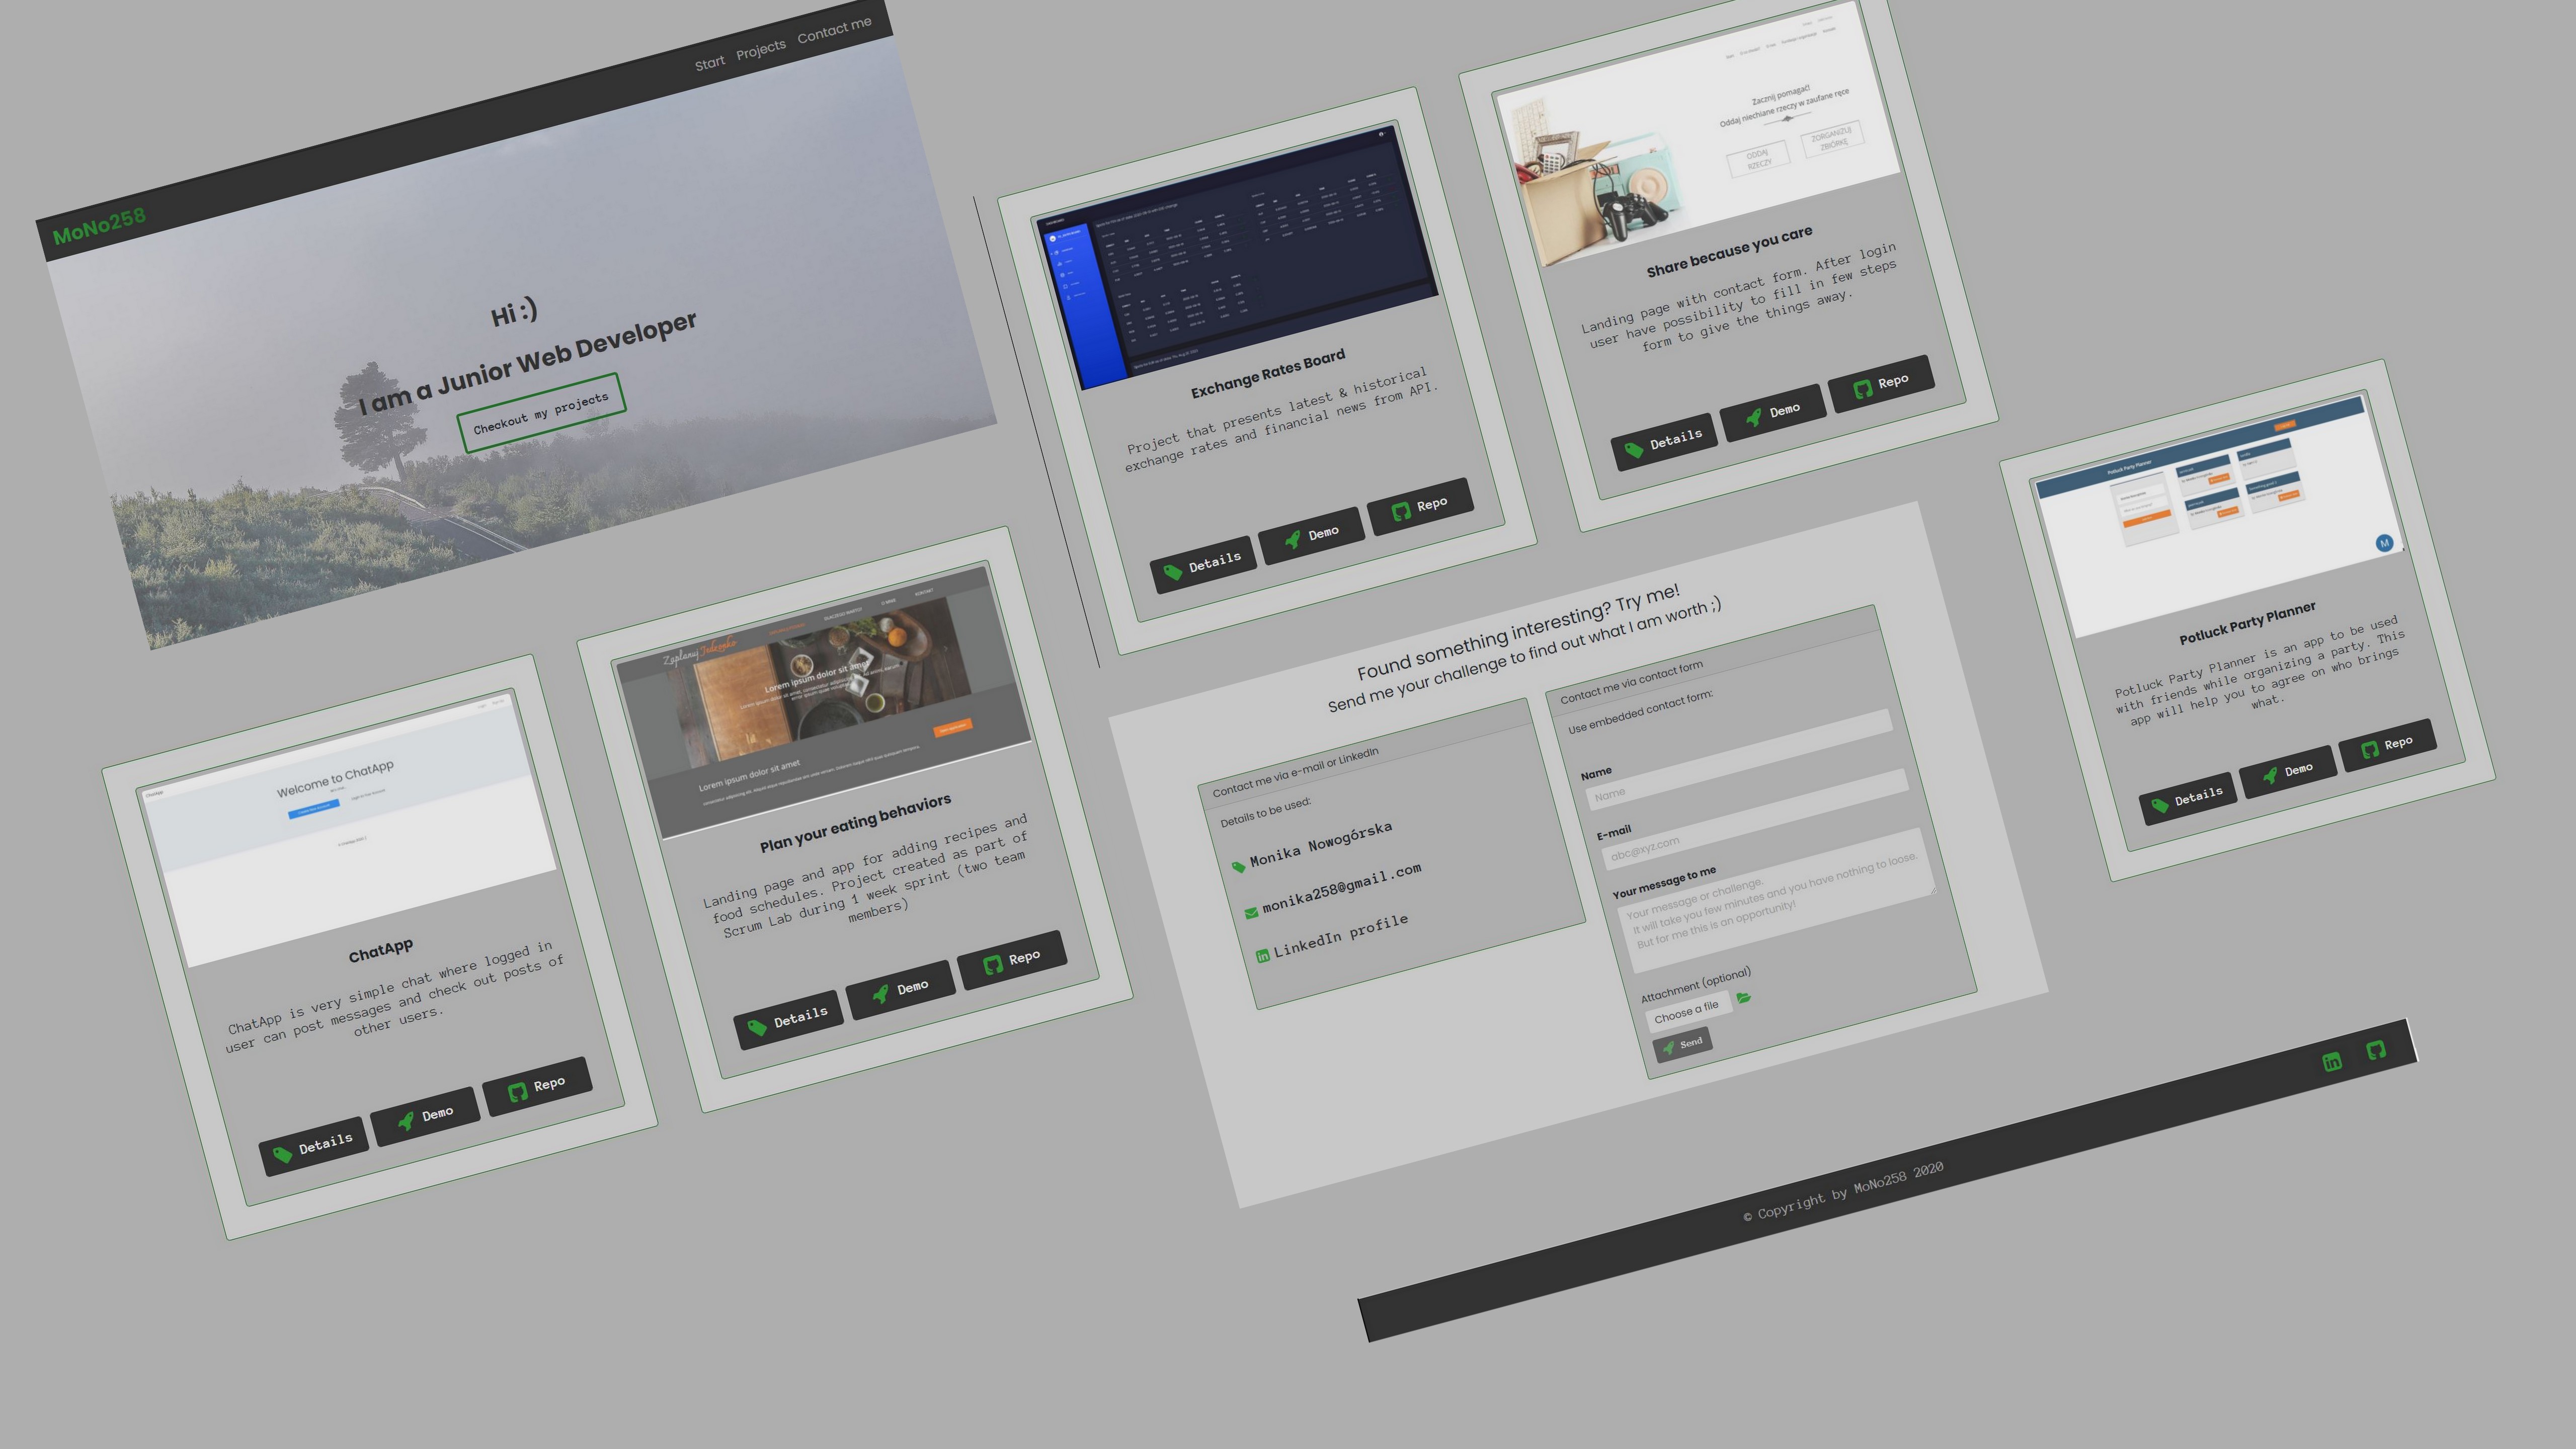 MoNo258
Start Projects Contact me
Hi :)
I am a Junior Web Developer
Checkout my projects
Exchange Rates Board
Project that presents latest & historical
exchange rates and financial news from API.
Details
Demo
Repo
Zacznij pomagać!
Oddaj niechiane rzeczy w zaufane ręce
ODDAJ
RZECZY
ZORGANIZUJ
ZBIÓRKĘ
Share because you care
Landing page with contact form. After login
user have possibility to fill in few steps
form to give the things away.
Details
Demo
Repo
Potluck Party Planner
Potluck Party Planner
M
Potluck Party Planner is an app to be used
with friends while organizing a party. This
app will help you to agree on who brings
what.
Details
Demo
Repo
ChatApp
Welcome to ChatApp
ChatApp
ChatApp is very simple chat where logged in
user can post messages and check out posts of
other users.
Details
Demo
Repo
Zaplanuj Jedzonko
O MNIE
KONTAKT
Lorem ipsum dolor sit amet
Lorem ipsum dolor sit amet
Plan your eating behaviors
Landing page and app for adding recipes and
food schedules. Project created as part of
Scrum Lab during 1 week sprint (two team
members)
Details
Demo
Repo
Found something interesting? Try me!
Send me your challenge to find out what I am worth ;)
Contact me via e-mail or LinkedIn
Details to be used:
Monika Nowogórska
monika258@gmail.com
LinkedIn profile
Contact me via contact form
Use embedded contact form:
Name
Name
E-mail
abc@xyz.com
Your message to me
Your message or challenge.
It will take you few minutes and you have nothing to loose.
But for me this is an opportunity!
Attachment (optional)
Choose a file
Send
© Copyright by MoNo258 2020